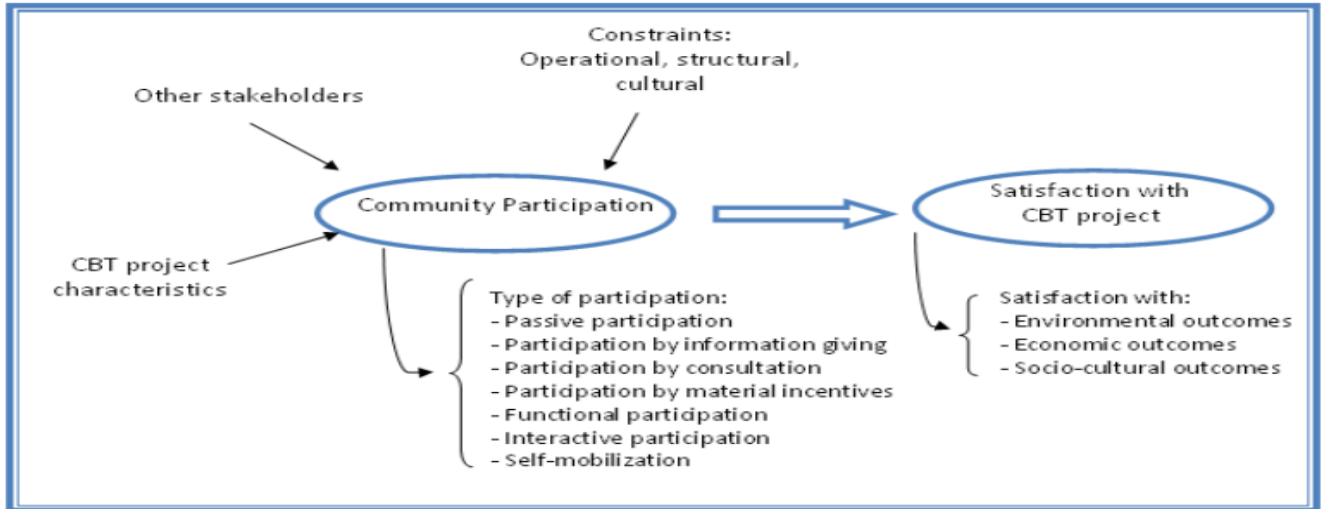 Constraints:
Operational, structural,
cultural
Other stakeholders
Community Participation
Satisfaction with
CBT project
CBT project
characteristics
Type of participation:
- Passive participation
- Participation by information giving
- Participation by consultation
- Participation by material incentives
- Functional participation
- Interactive participation
- Self-mobilization
Satisfaction with:
- Environmental outcomes
- Economic outcomes
- Socio-cultural outcomes